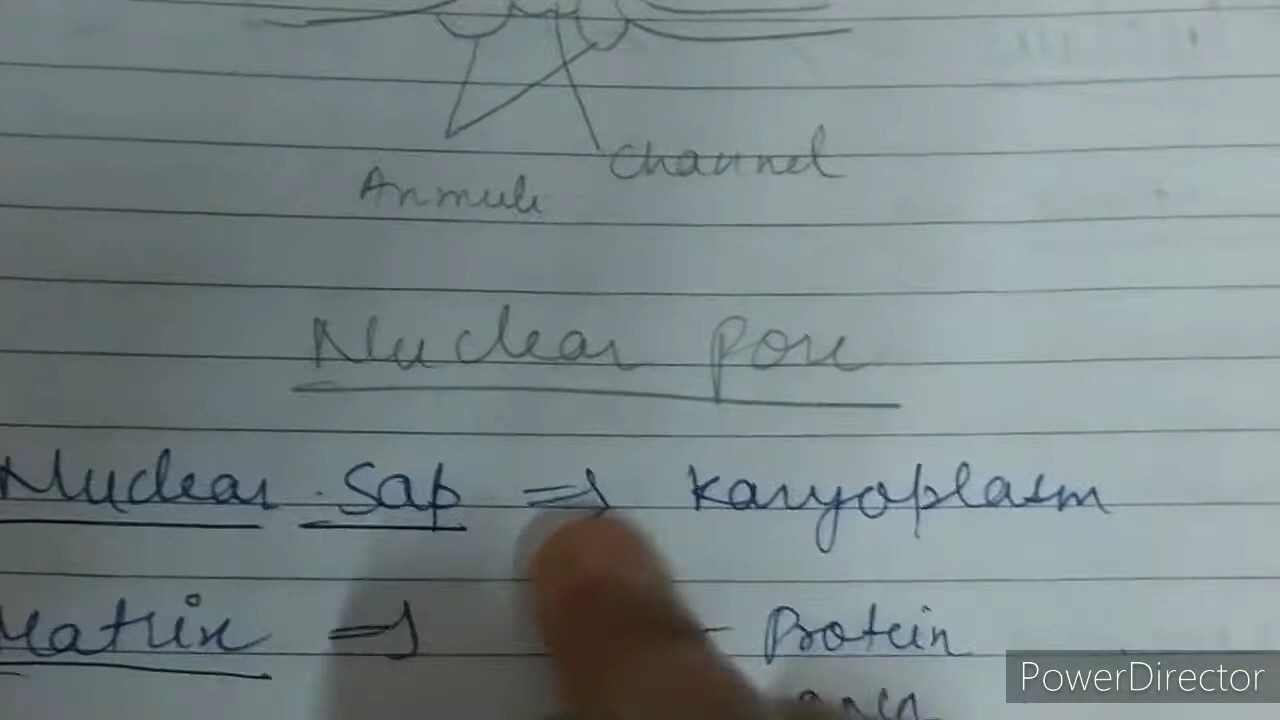 Channel
Annuli
Nuclear pore
Nuclear Sap ⇒ Karyoplasm
Matrix ⇒ - Protein
PowerDirector